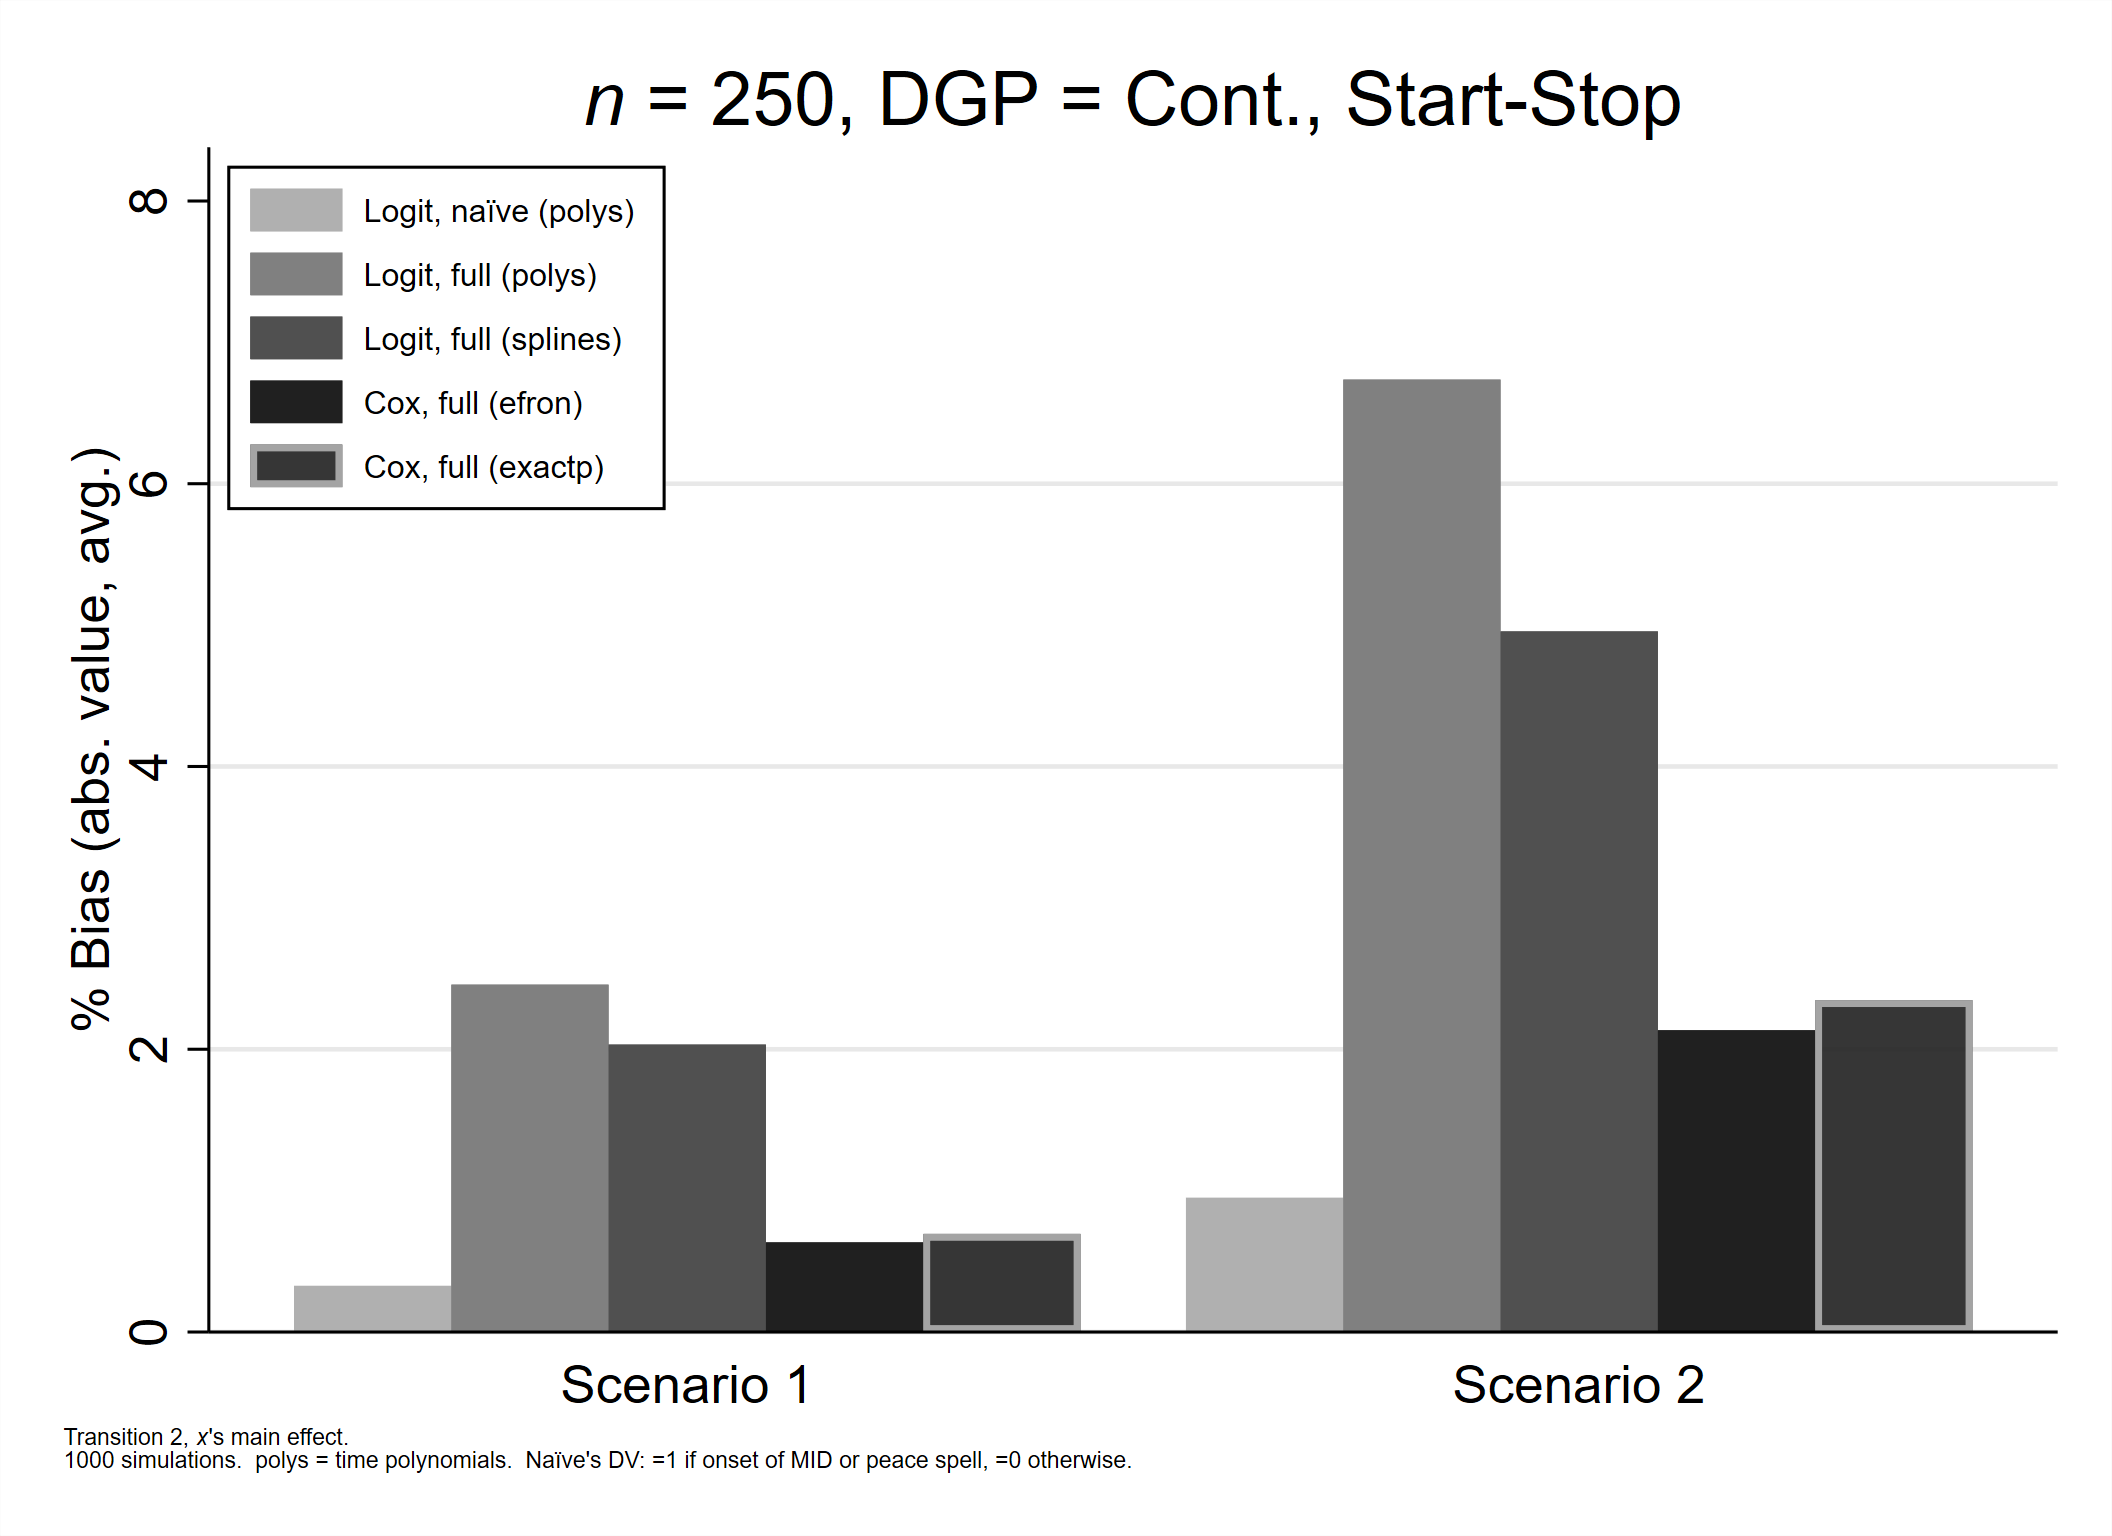 n = 250, DGP = Cont., Start-Stop
Logit, naïve (polys)
Logit, full (polys)
Logit, full (splines)
Cox, full (efron)
Cox, full (exactp)
% Bias (abs. value, avg.)
8
6
4
2
0
Scenario 1
Scenario 2
Transition 2, x's main effect.
1000 simulations.  polys = time polynomials.  Naïve's DV: =1 if onset of MID or peace spell, =0 otherwise.